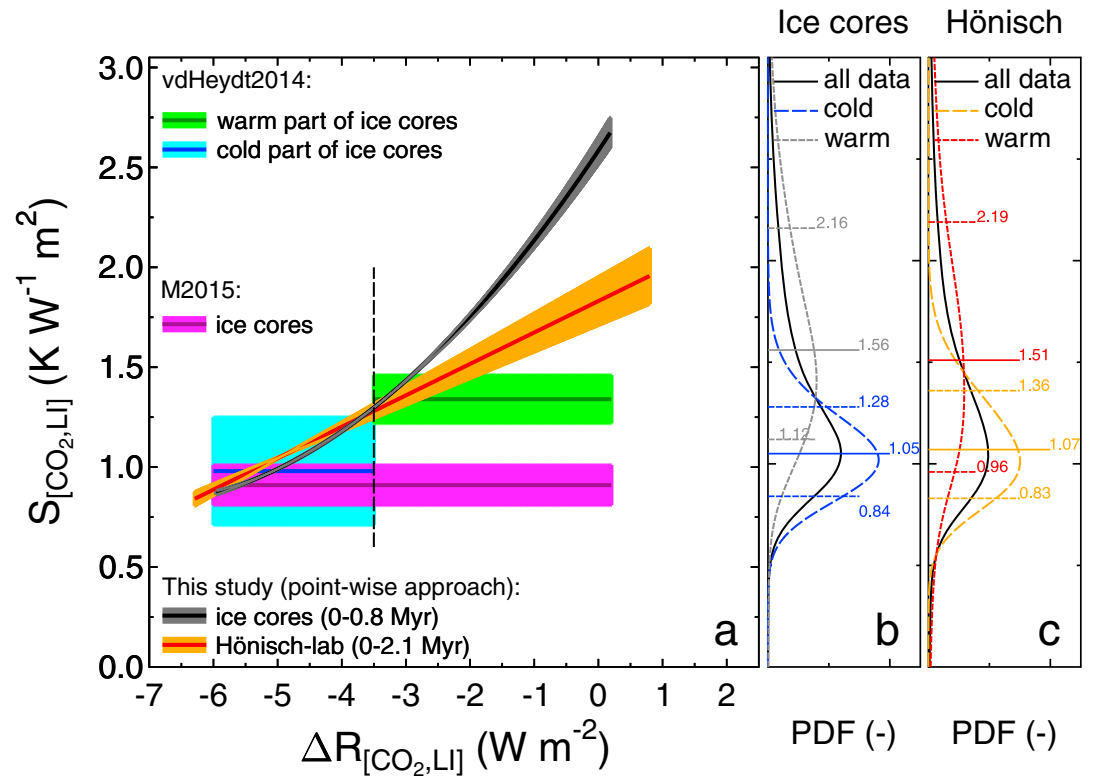 Ice cores
Hönisch
3.0
2.5
2.0
1.5
1.0
0.5
0.0
S[CO2,LI] (K W-1 m2)
vdHeydt2014:
warm part of ice cores
cold part of ice cores
M2015:
ice cores
This study (point-wise approach):
ice cores (0-0.8 Myr)
Hönisch-lab (0-2.1 Myr)
a
-7 -6 -5 -4 -3 -2 -1 0 1 2
ΔR[CO2,LI] (W m-2)
all data
cold
warm
2.16
1.56
1.28
1.12
1.05
0.84
b
PDF (-)
all data
cold
warm
2.19
1.51
1.36
1.07
0.96
0.83
c
PDF (-)